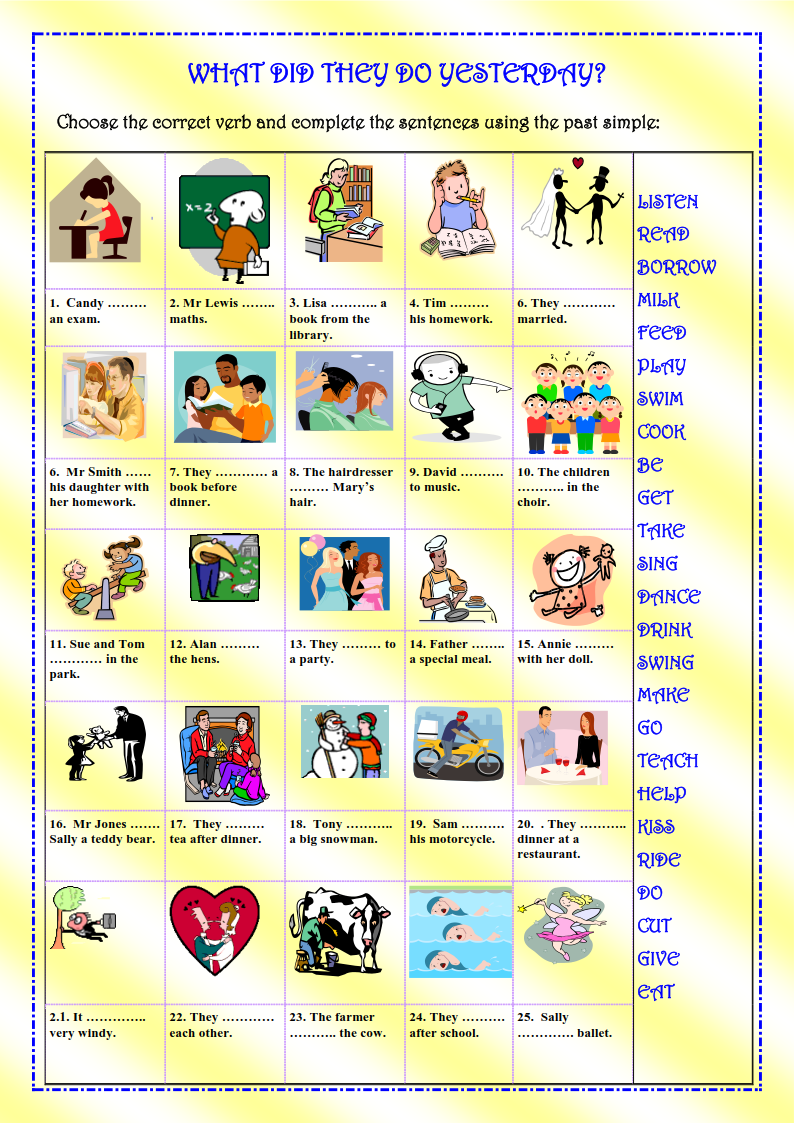 WHAT DID THEY DO YESTERDAY?
Choose the correct verb and complete the sentences using the past simple:
x = 2
1. Candy ………
an exam.
2. Mr Lewis ……..
maths.
3. Lisa ……….. a
book from the
library.
4. Tim ………
his homework.
6. They …………
married.
6. Mr Smith ……
his daughter with
her homework.
7. They ………… a
book before
dinner.
8. The hairdresser
……… Mary’s
hair.
9. David ……….
to music.
10. The children
……….. in the
choir.
11. Sue and Tom
………… in the
park.
12. Alan ………
the hens.
13. They ……… to
a party.
14. Father ……..
a special meal.
15. Annie ………
with her doll.
16. Mr Jones …….
Sally a teddy bear.
17. They ………
tea after dinner.
18. Tony ………..
a big snowman.
19. Sam ……….
his motorcycle.
20. . They ………..
dinner at a
restaurant.
2.1. It …………..
very windy.
22. They …………
each other.
23. The farmer
……….. the cow.
24. They ……….
after school.
25. Sally
…………. ballet.
LISTEN
READ
BORROW
MILK
FEED
PLAY
SWIM
COOK
BE
GET
TAKE
SING
DANCE
DRINK
SWING
MAKE
GO
TEACH
HELP
KISS
RIDE
DO
CUT
GIVE
EAT